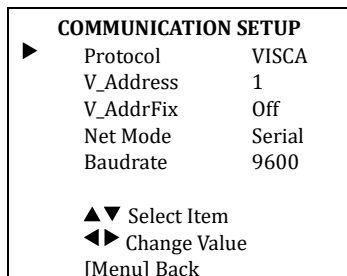 COMMUNICATION SETUP
▶ Protocol VISCA
V_Address 1
V_AddrFix Off
Net Mode Serial
Baudrate 9600
▲▼ Select Item
◀▶ Change Value
[Menu] Back